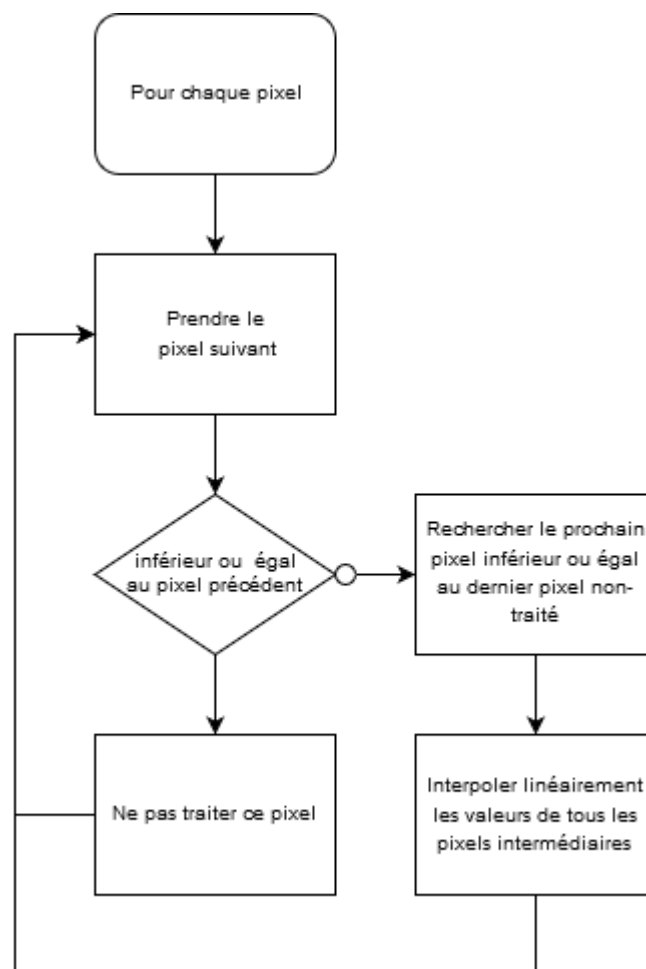 Pour chaque pixel
Prendre le
pixel suivant
inférieur ou égal
au pixel précédent
Rechercher le prochain
pixel inférieur ou égal
au dernier pixel non-
traité
Ne pas traiter ce pixel
Interpoler linéairement
les valeurs de tous les
pixels intermédiaires